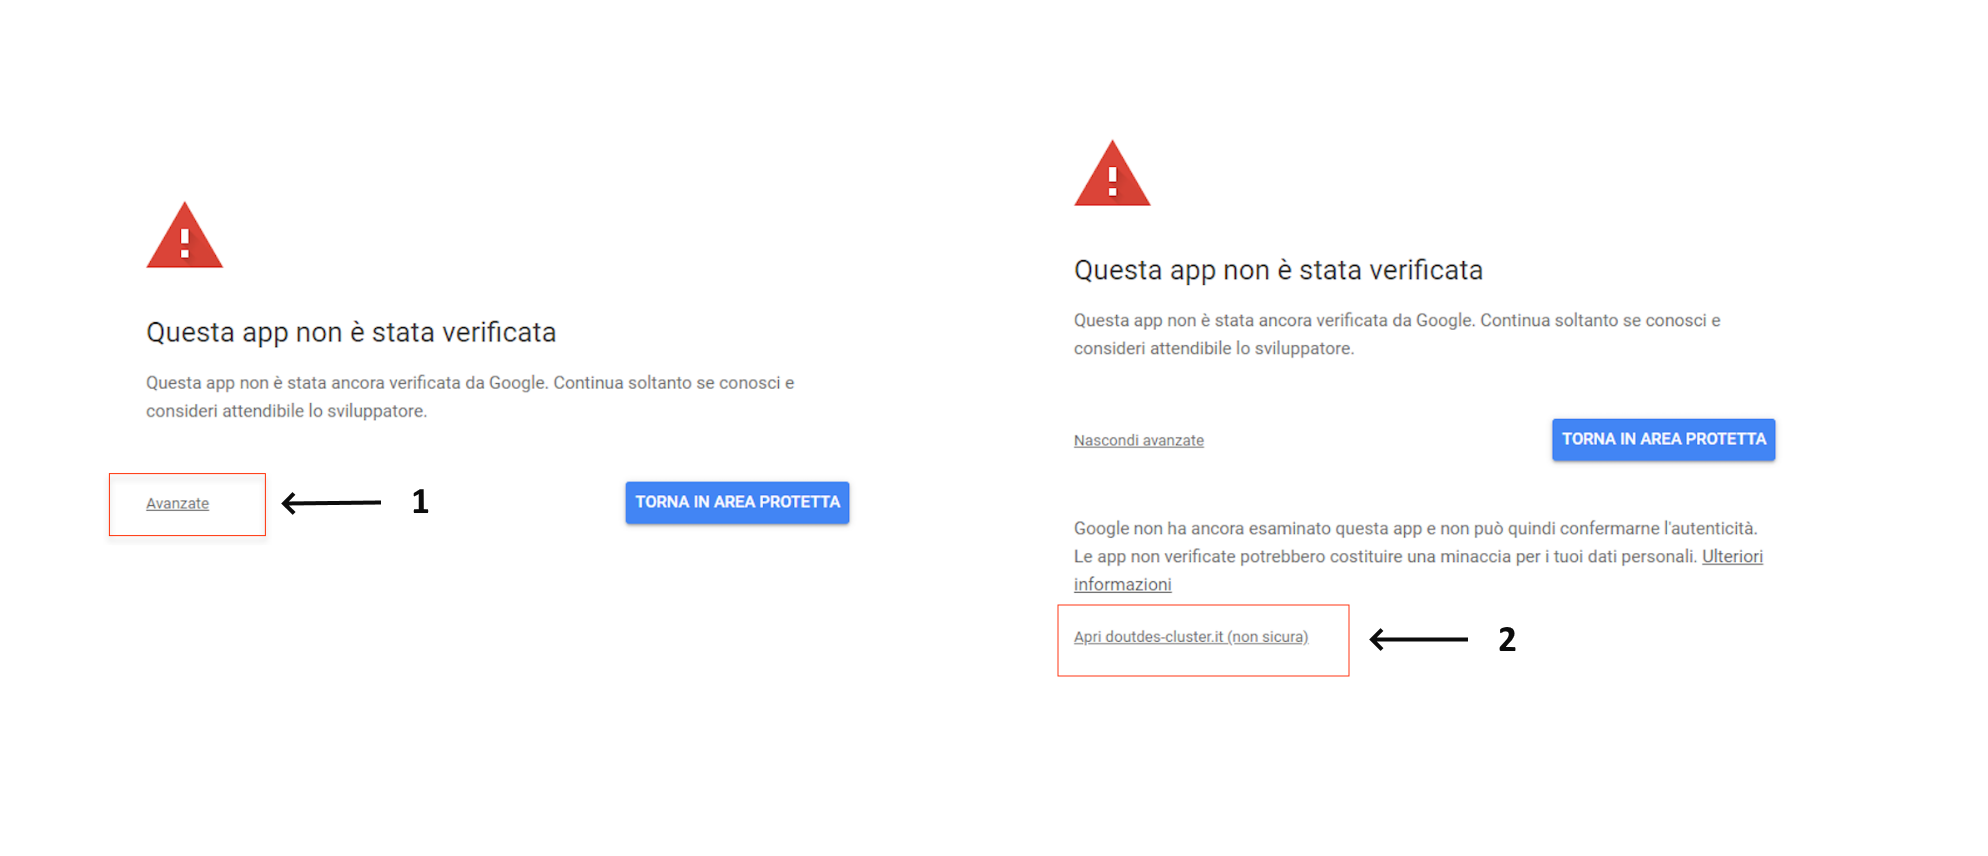 Questa app non è stata verificata
Questa app non è stata ancora verificata da Google. Continua soltanto se conosci e
consideri attendibile lo sviluppatore.
Avanzate
1
TORNA IN AREA PROTETTA
Questa app non è stata verificata
Questa app non è stata ancora verificata da Google. Continua soltanto se conosci e
consideri attendibile lo sviluppatore.
Nascondi avanzate
TORNA IN AREA PROTETTA
Google non ha ancora esaminato questa app e non può quindi confermarne l'autenticità.
Le app non verificate potrebbero costituire una minaccia per i tuoi dati personali. Ulteriori
informazioni
Apri doutdes-cluster.it (non sicura)
2